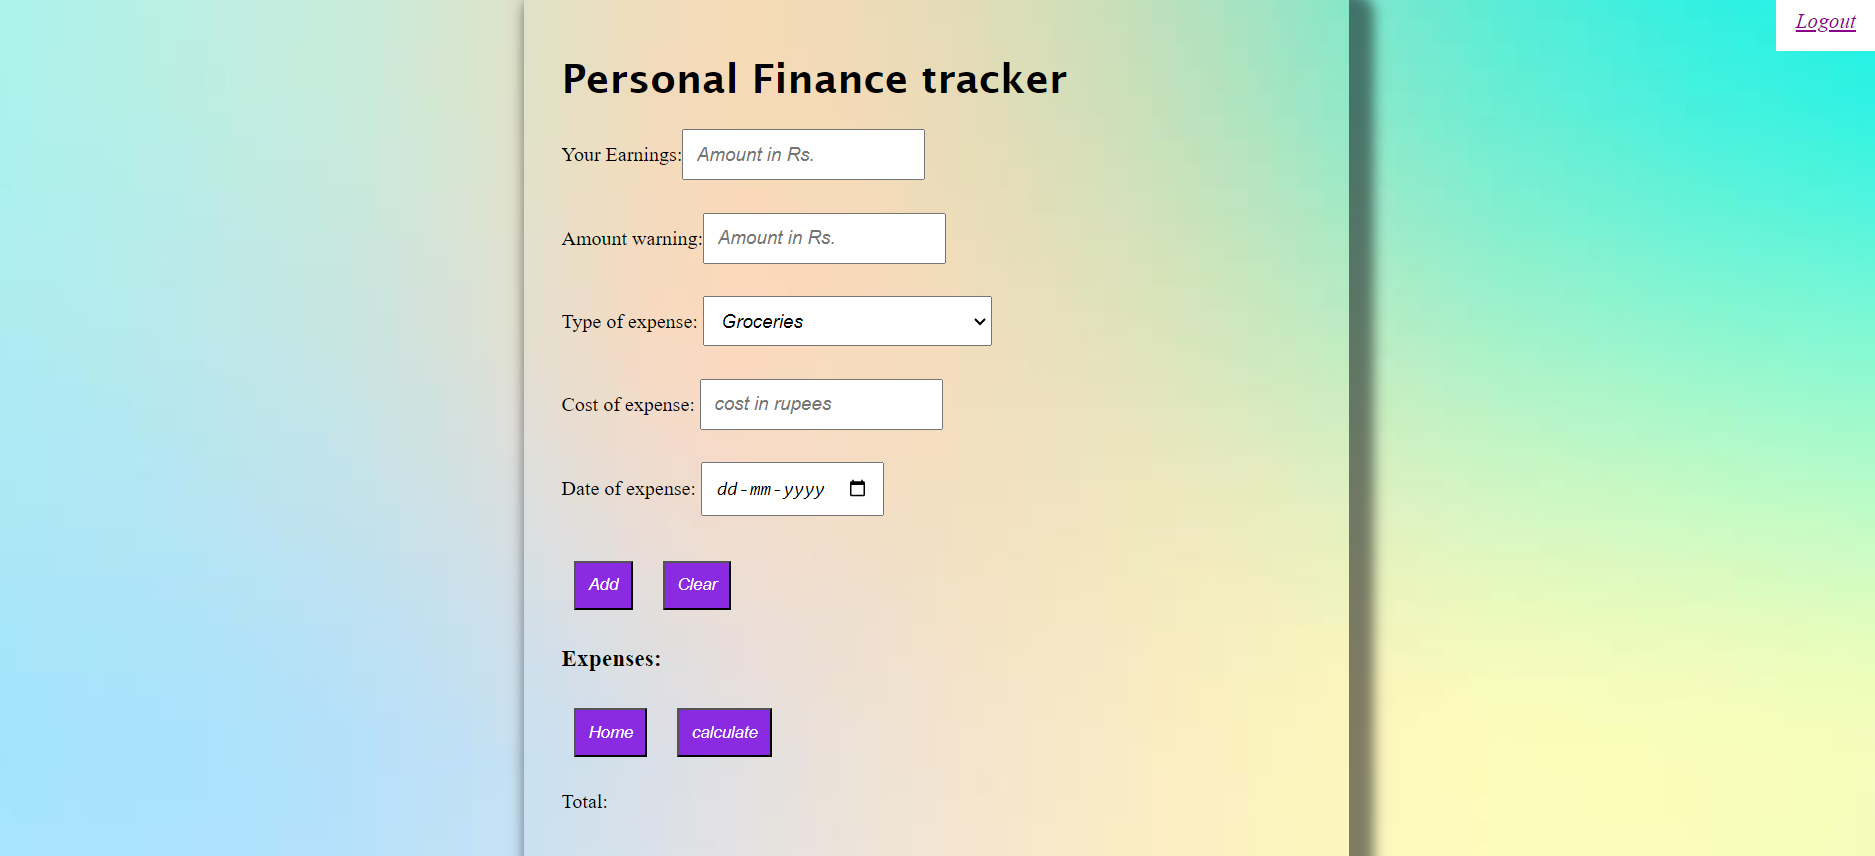 Logout
Personal Finance tracker
Your Earnings: Amount in Rs.
Amount warning: Amount in Rs.
Type of expense: Groceries
Cost of expense: cost in rupees
Date of expense: dd-mm-yyyy
Add Clear
Expenses:
Home calculate
Total: